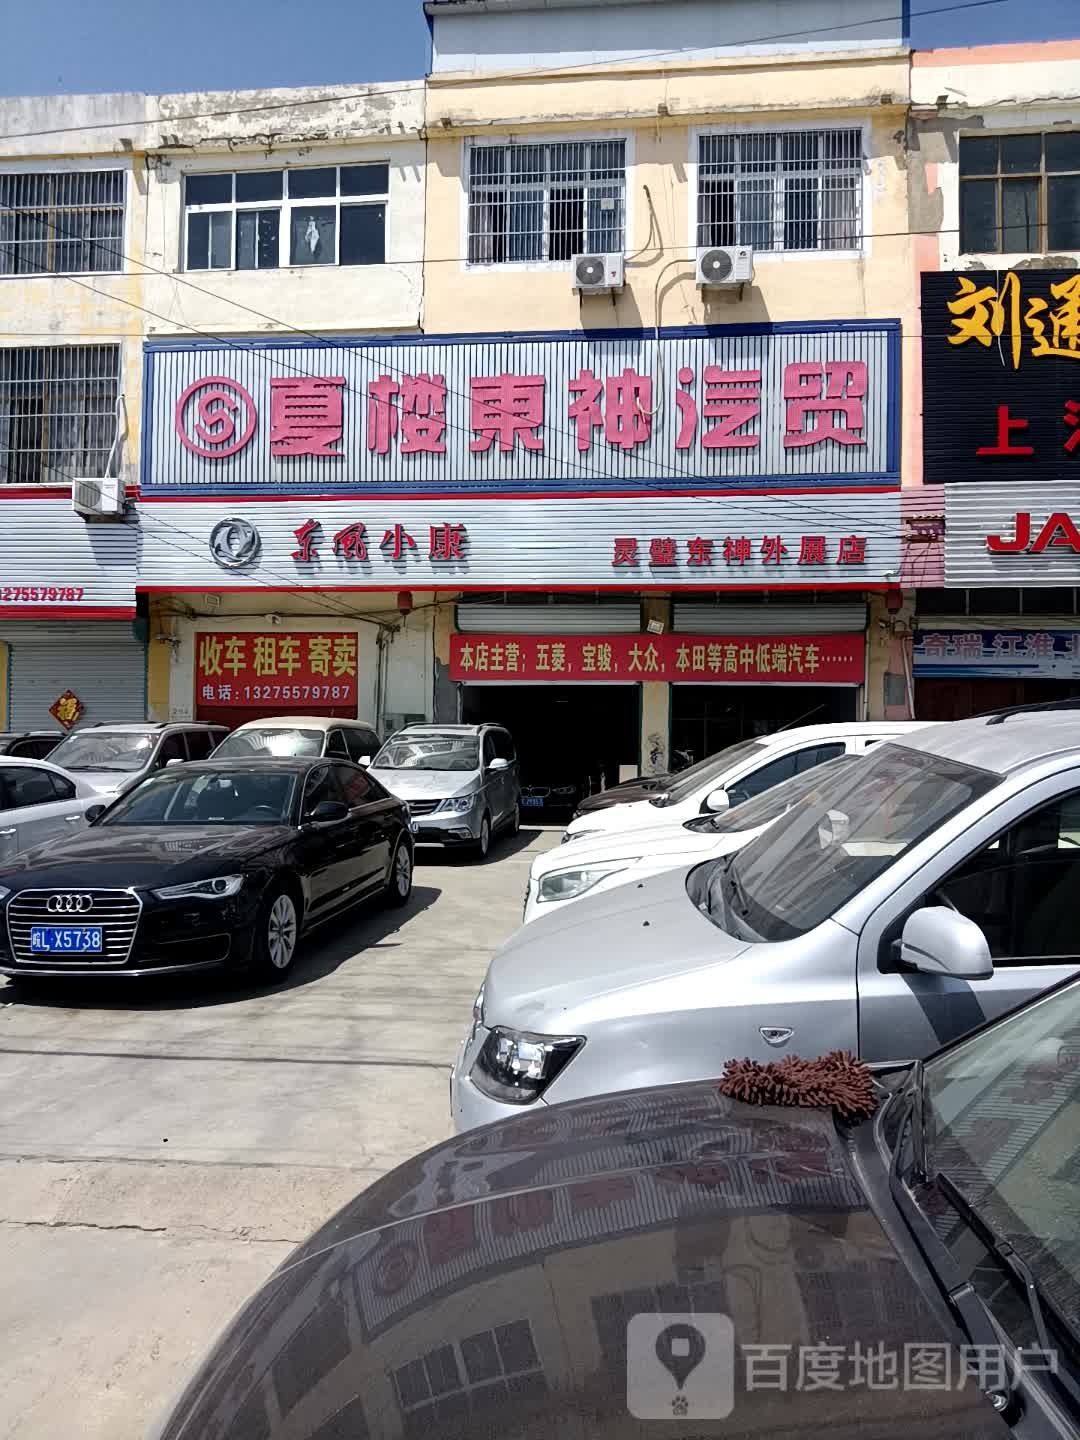 夏楼東神汽贸
刘通
上
东风小康
灵璧东神外展店
JA
13275579787
收车 租车 寄卖
电话:13275579787
本店主营：五菱，宝骏，大众，本田等高中低端汽车……
奇瑞 江淮 北
福
皖L X5738
百度地图用户